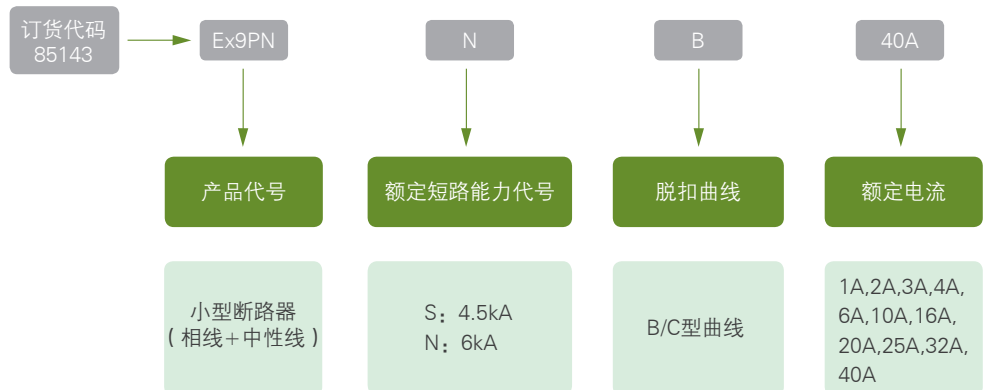 订货代码
85143
Ex9PN
N
B
40A
产品代号
额定短路能力代号
脱扣曲线
额定电流
小型断路器
（相线+中性线）
S：4.5kA
N：6kA
B/C型曲线
1A,2A,3A,4A,
6A,10A,16A,
20A,25A,32A,
40A